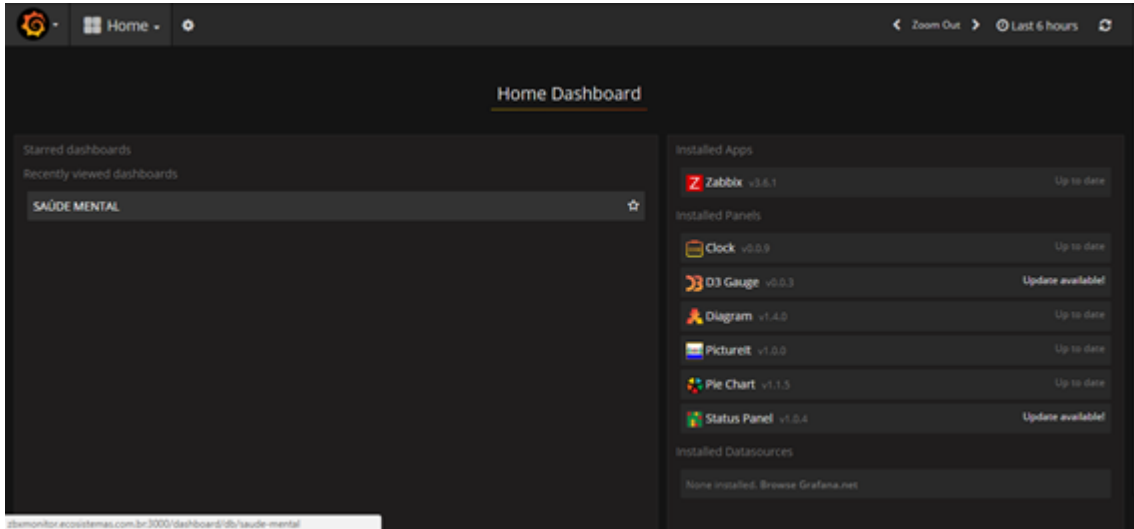 Home
Zoom Out
Last 6 hours
Home Dashboard
Starred dashboards
Recently viewed dashboards
SAÚDE MENTAL
Installed Apps
Zabbix v3.6.1 Up to date
Installed Panels
Clock v0.0.9 Up to date
D3 Gauge v0.0.3 Update available!
Diagram v1.4.0 Up to date
PictureIt v1.0.0 Up to date
Pie Chart v1.1.5 Up to date
Status Panel v1.0.4 Update available!
Installed Datasources
None installed. Browse Grafana.net
zbxmonitor.ecosistemas.com.br:3000/dashboard/db/saude-mental